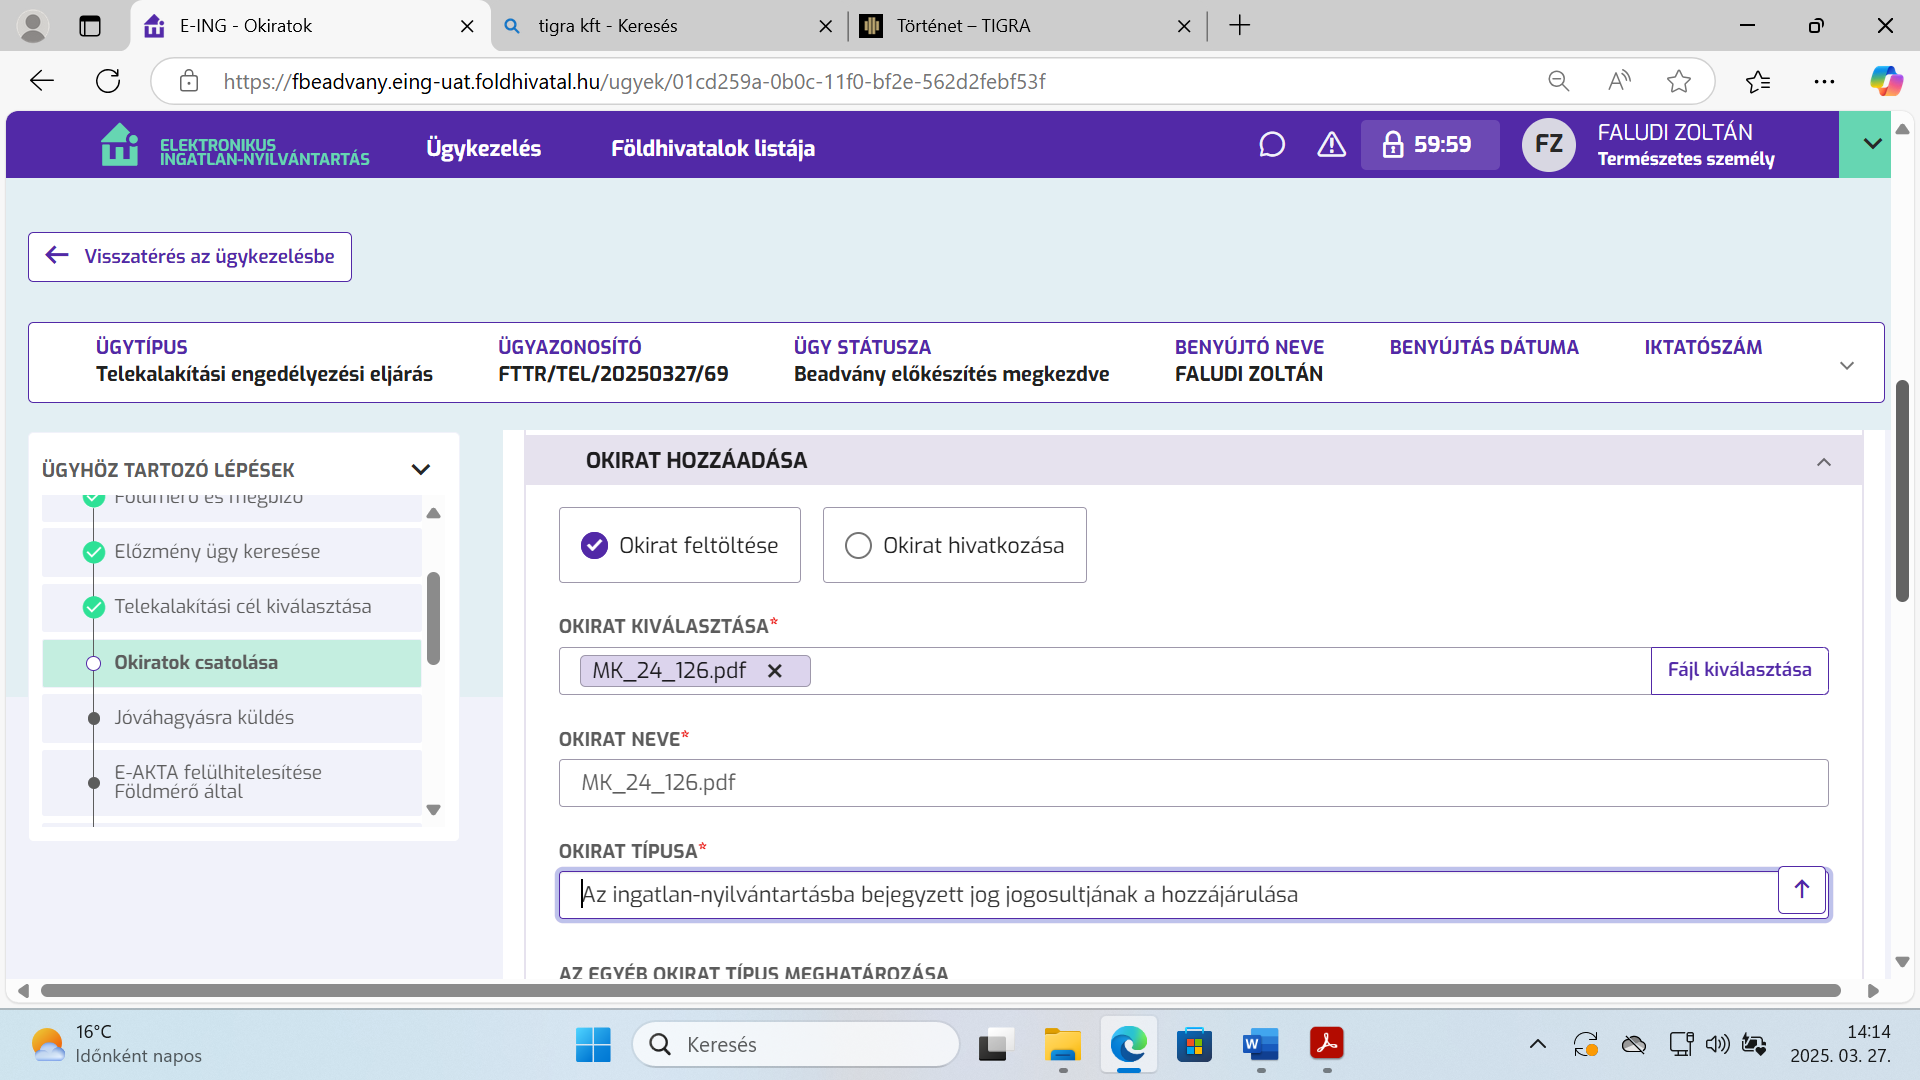 E-ING - Okiratok
tigra kft - Keresés
Történet – TIGRA
https://fbeadvany.eing-uat.foldhivatal.hu/ugyek/01cd259a-0b0c-11f0-bf2e-562d2febf53f
ELEKTRONIKUS
INGATLAN-NYILVÁNTARTÁS
Ügykezelés
Földhivatalok listája
59:59
FZ
FALUDI ZOLTÁN
Természetes személy
Visszatérés az ügykezelésbe
ÜGYTÍPUS
Telekalakítási engedélyezési eljárás
ÜGYAZONOSÍTÓ
FTTR/TEL/20250327/69
ÜGY STÁTUSZA
Beadvány előkészítés megkezdve
BENYÚJTÓ NEVE
FALUDI ZOLTÁN
BENYÚJTÁS DÁTUMA
IKTATÓSZÁM
ÜGYHÖZ TARTOZÓ LÉPÉSEK
Földmérő és megbízó
Előzmény ügy keresése
Telekalakítási cél kiválasztása
Okiratok csatolása
Jóváhagyásra küldés
E-AKTA felülhitelesítése
Földmérő által
OKIRAT HOZZÁADÁSA
Okirat feltöltése
Okirat hivatkozása
OKIRAT KIVÁLASZTÁSA*
MK_24_126.pdf
Fájl kiválasztása
OKIRAT NEVE*
MK_24_126.pdf
OKIRAT TÍPUSA*
Az ingatlan-nyilvántartásba bejegyzett jog jogosultjának a hozzájárulása
AZ EGYÉB OKIRAT TÍPUS MEGHATÁROZÁSA
16°C
Időnként napos
Keresés
14:14
2025. 03. 27.